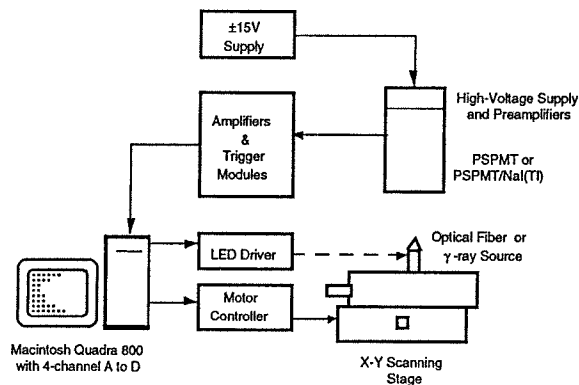 ±15V
Supply
High-Voltage Supply
and Preamplifiers
Amplifiers
&
Trigger
Modules
PSPMT or
PSPMT/NaI(Tl)
LED Driver
Optical Fiber or
γ-ray Source
Motor
Controller
Macintosh Quadra 800
with 4-channel A to D
X-Y Scanning
Stage